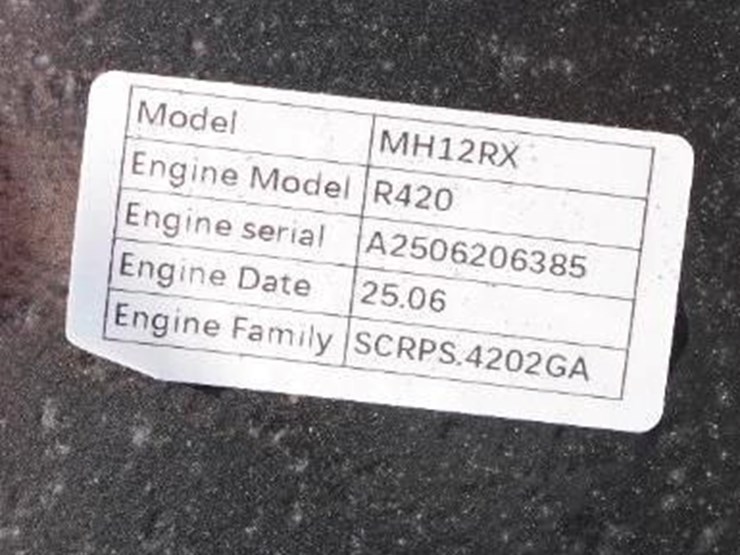 Model MH12RX
Engine Model R420
Engine serial A2506206385
Engine Date 25.06
Engine Family SCRPS.4202GA